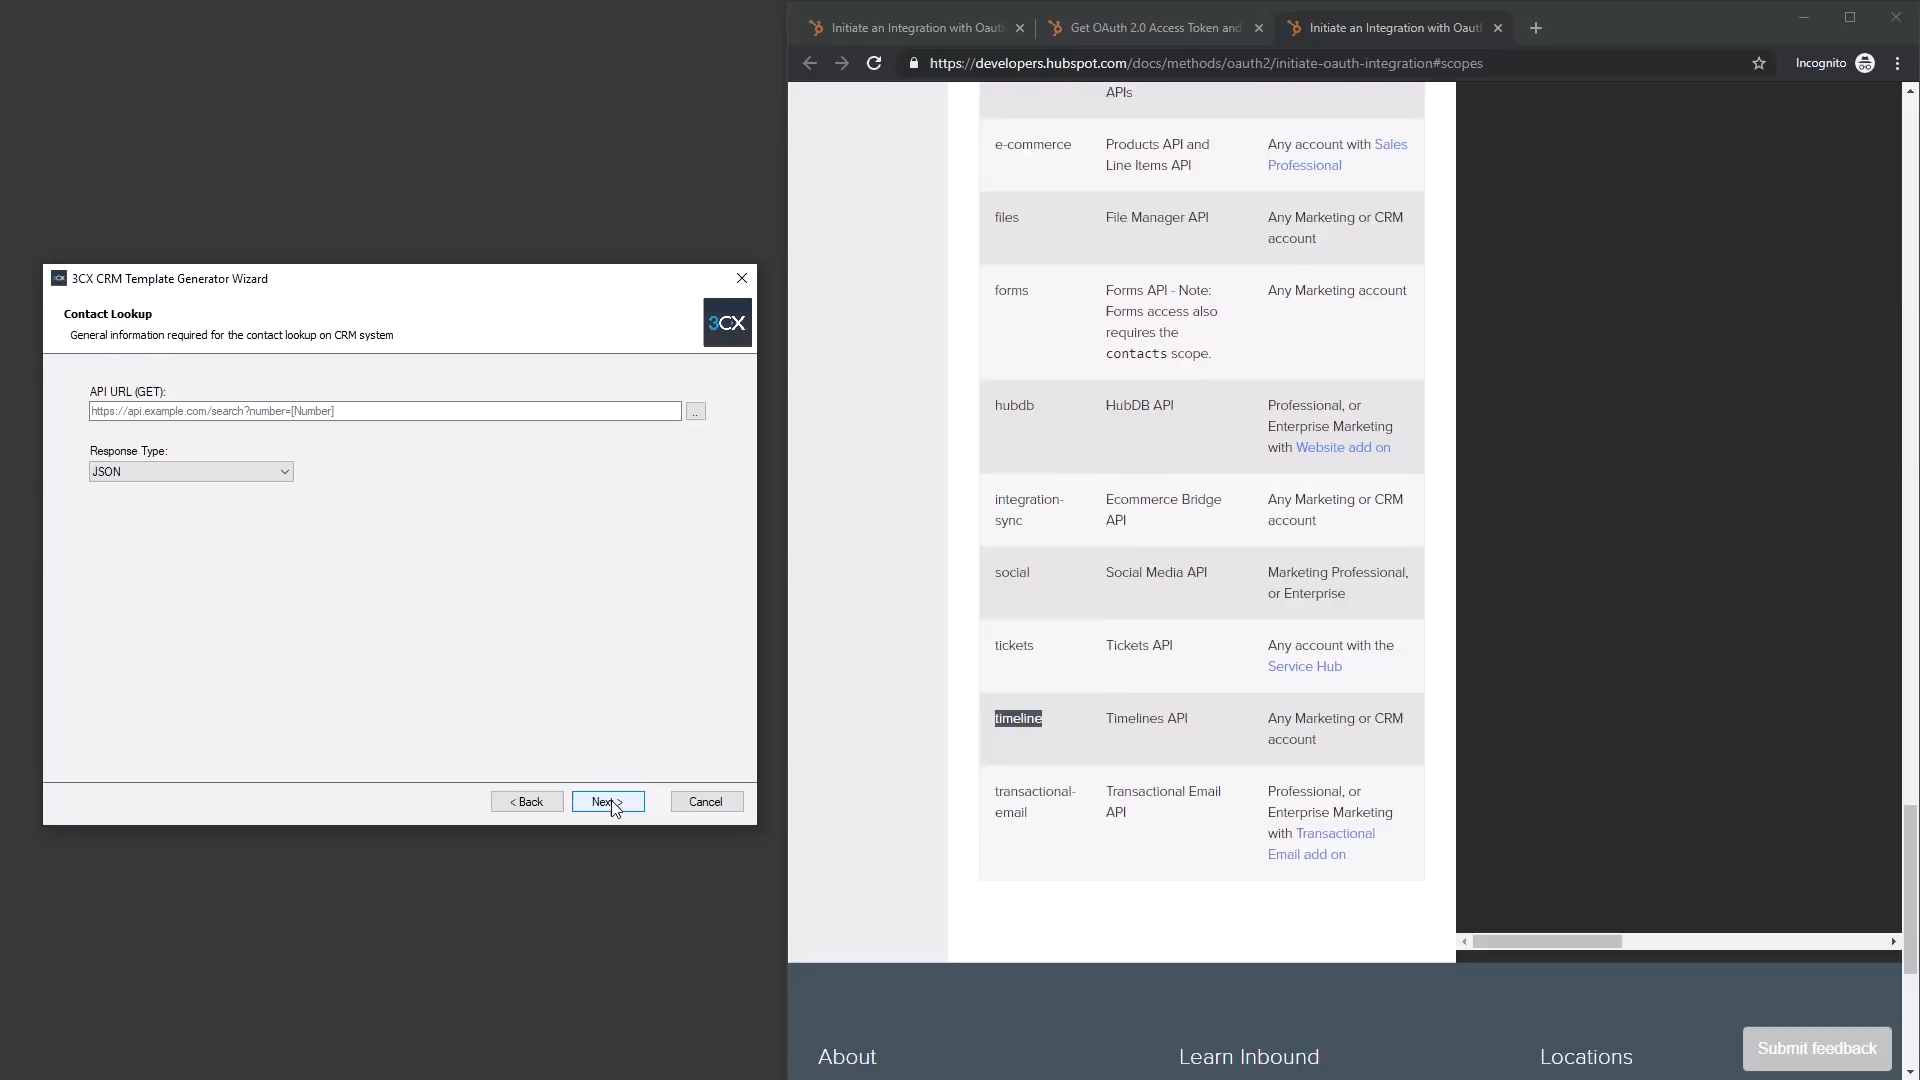 3CX CRM Template Generator Wizard
Contact Lookup
General information required for the contact lookup on CRM system
3CX
API URL (GET):
https://api.example.com/search?number=[Number]
..
Response Type:
JSON
< Back
Next >
Cancel
Initiate an Integration with Oaut
Get OAuth 2.0 Access Token and
Initiate an Integration with Oaut
https://developers.hubspot.com/docs/methods/oauth2/initiate-oauth-integration#scopes
Incognito
APIs
e-commerce
Products API and
Line Items API
Any account with Sales
Professional
files
File Manager API
Any Marketing or CRM
account
forms
Forms API - Note:
Forms access also
requires the
contacts scope.
Any Marketing account
hubdb
HubDB API
Professional, or
Enterprise Marketing
with Website add on
integration-
sync
Ecommerce Bridge
API
Any Marketing or CRM
account
social
Social Media API
Marketing Professional,
or Enterprise
tickets
Tickets API
Any account with the
Service Hub
timeline
Timelines API
Any Marketing or CRM
account
transactional-
email
Transactional Email
API
Professional, or
Enterprise Marketing
with Transactional
Email add on
About
Learn Inbound
Locations
Submit feedback